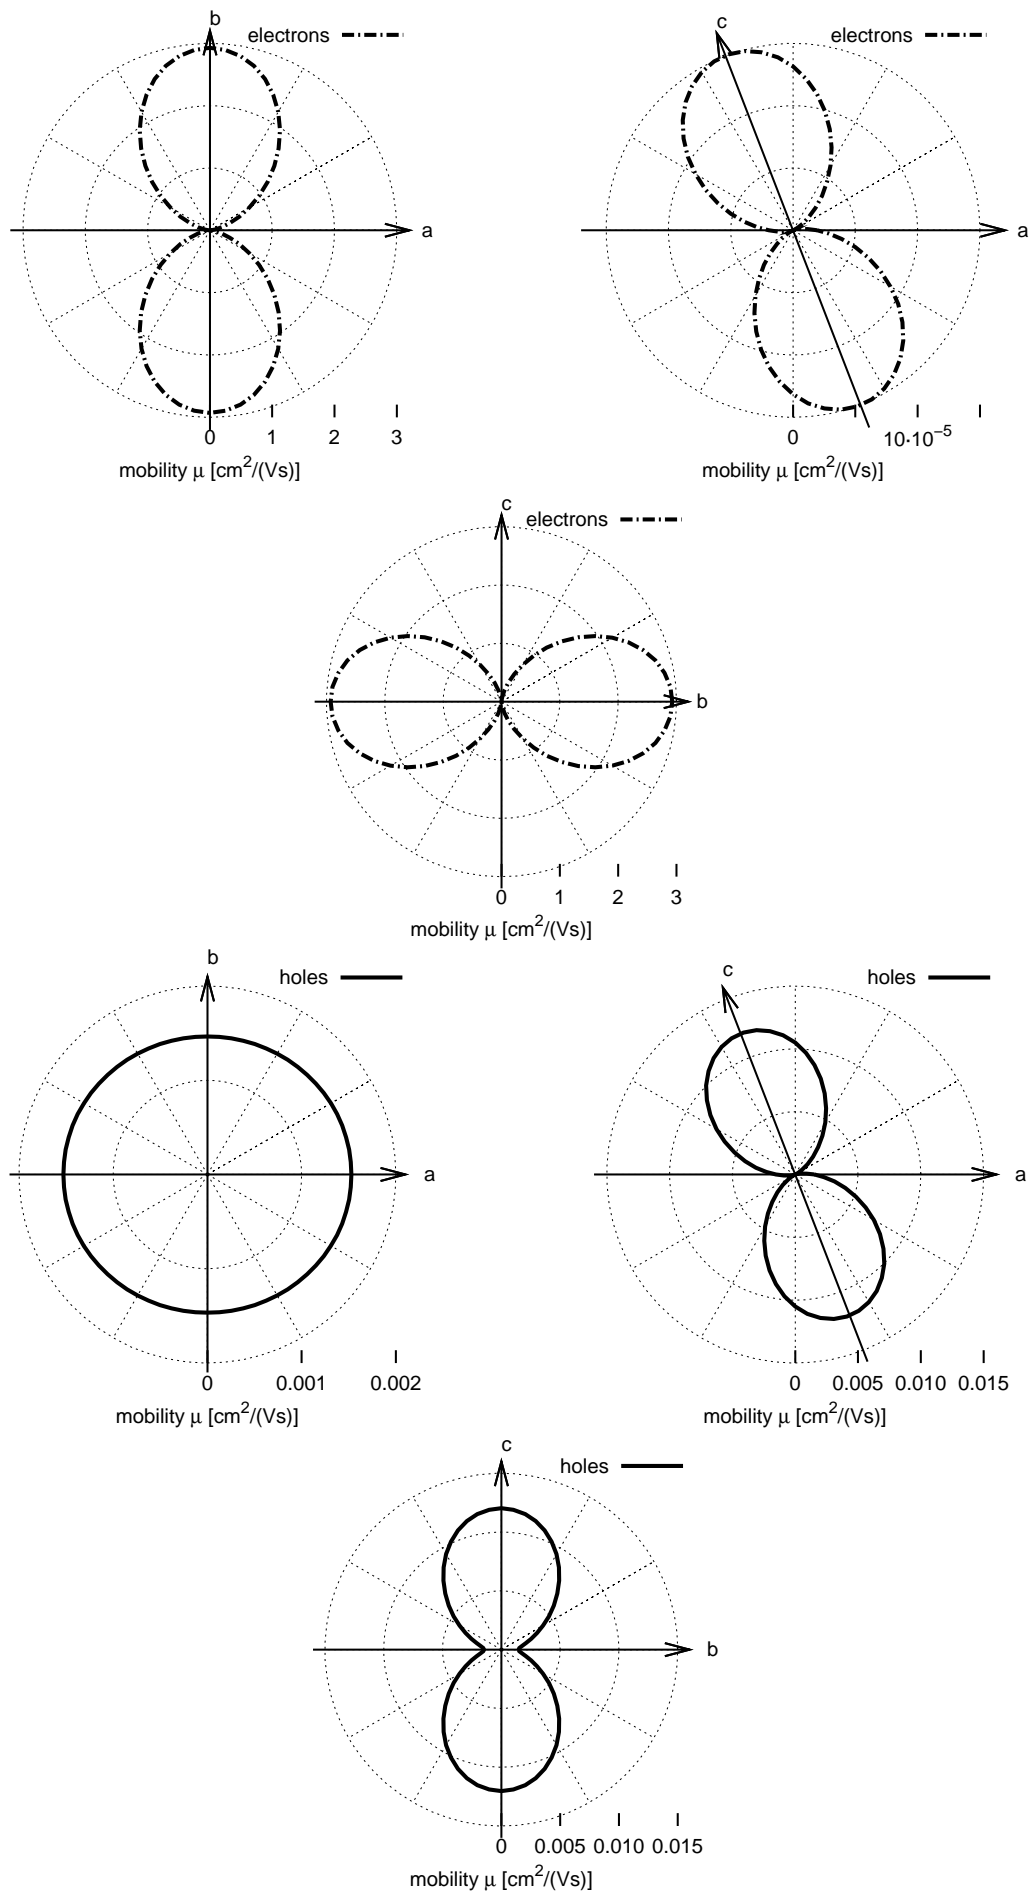 b
electrons
a
0 1 2 3
mobility μ [cm²/(Vs)]
c
electrons
a
0 10·10⁻⁵
mobility μ [cm²/(Vs)]
c
electrons
b
0 1 2 3
mobility μ [cm²/(Vs)]
b
holes
a
0 0.001 0.002
mobility μ [cm²/(Vs)]
c
holes
a
0 0.005 0.010 0.015
mobility μ [cm²/(Vs)]
c
holes
b
0 0.005 0.010 0.015
mobility μ [cm²/(Vs)]